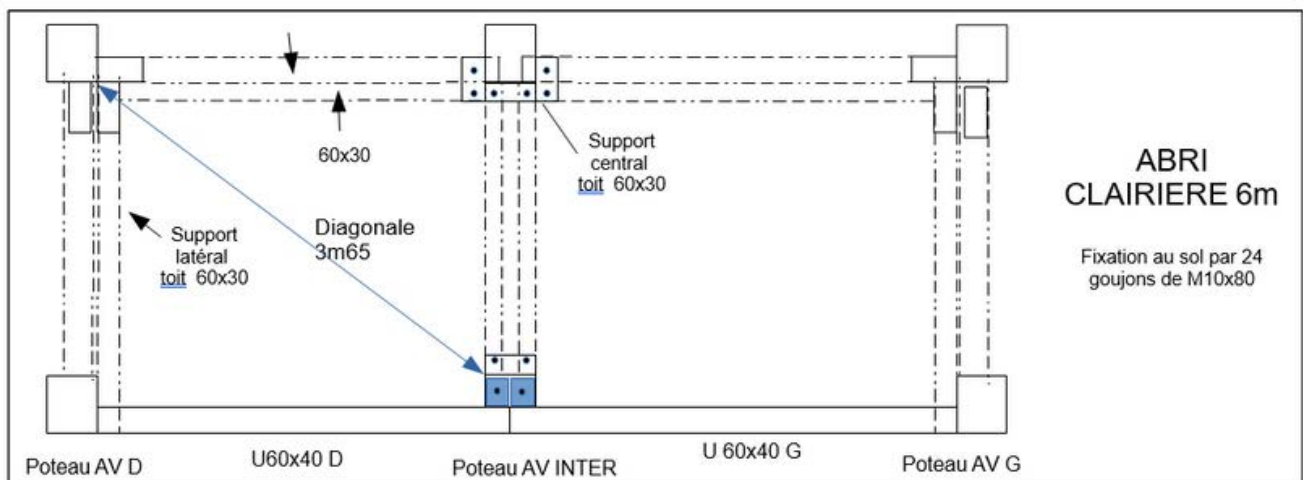 60x30
Support
central
toit 60x30
ABRI
CLAIRIERE 6m
Diagonale
3m65
Support
latéral
toit 60x30
Fixation au sol par 24
goujons de M10x80
Poteau AV D
U60x40 D
Poteau AV INTER
U 60x40 G
Poteau AV G